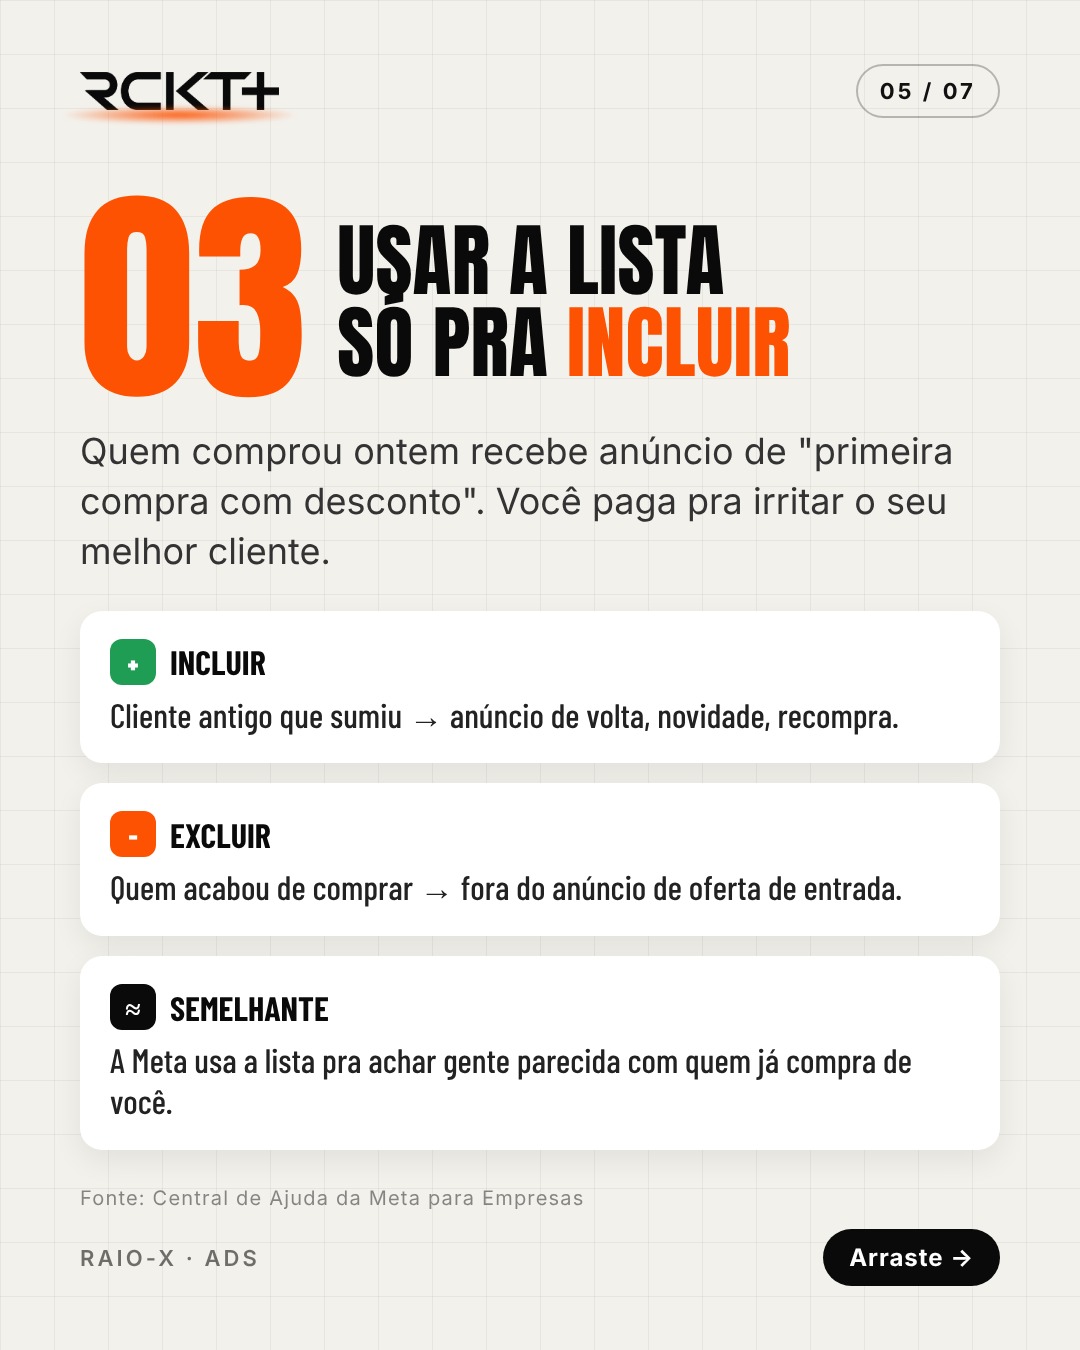 RCKT+
05 / 07
03
USAR A LISTA
SÓ PRA INCLUIR
Quem comprou ontem recebe anúncio de "primeira
compra com desconto". Você paga pra irritar o seu
melhor cliente.
+ INCLUIR
Cliente antigo que sumiu → anúncio de volta, novidade, recompra.
- EXCLUIR
Quem acabou de comprar → fora do anúncio de oferta de entrada.
≈ SEMELHANTE
A Meta usa a lista pra achar gente parecida com quem já compra de
você.
Fonte: Central de Ajuda da Meta para Empresas
RAIO-X · ADS
Arraste →